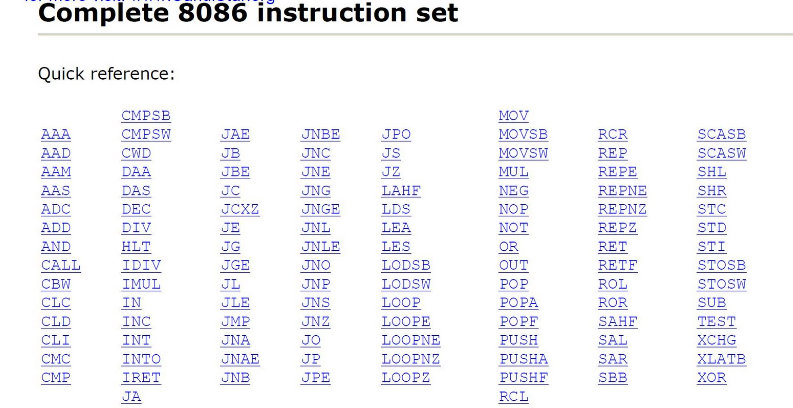 Complete 8086 instruction set
Quick reference:
CMPSB MOV
AAA CMPSW JAE JNBE JPO MOVSB RCR SCASB
AAD CWD JB JNC JS MOVSW REP SCASW
AAM DAA JBE JNE JZ MUL REPE SHL
AAS DAS JC JNG LAHF NEG REPNE SHR
ADC DEC JCXZ JNGE LDS NOP REPNZ STC
ADD DIV JE JNL LEA NOT REPZ STD
AND HLT JG JNLE LES OR RET STI
CALL IDIV JGE JNO LODSB OUT RETF STOSB
CBW IMUL JL JNP LODSW POP ROL STOSW
CLC IN JLE JNS LOOP POPA ROR SUB
CLD INC JMP JNZ LOOPE POPF SAHF TEST
CLI INT JNA JO LOOPNE PUSH SAL XCHG
CMC INTO JNAE JP LOOPNZ PUSHA SAR XLATB
CMP IRET JNB JPE LOOPZ PUSHF SBB XOR
JA RCL